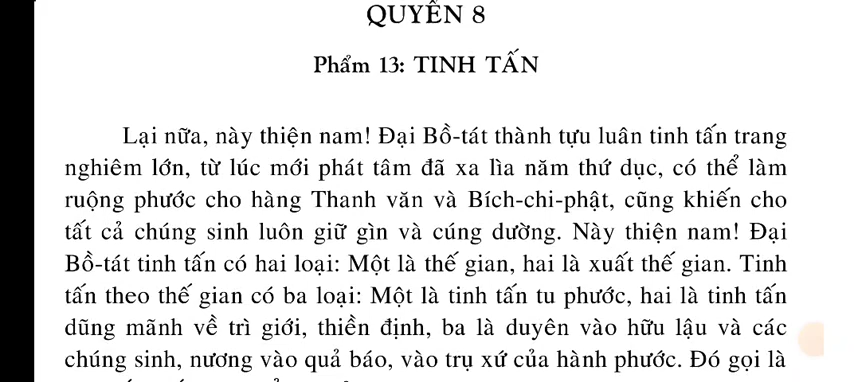 QUYỂN 8
Phẩm 13: TINH TẤN
Lại nữa, này thiện nam! Đại Bồ-tát thành tựu luân tinh tấn trang
nghiêm lớn, từ lúc mới phát tâm đã xa lìa năm thứ dục, có thể làm
ruộng phước cho hàng Thanh văn và Bích-chi-phật, cũng khiến cho
tất cả chúng sinh luôn giữ gìn và cúng dường. Này thiện nam! Đại
Bồ-tát tinh tấn có hai loại: Một là thế gian, hai là xuất thế gian. Tinh
tấn theo thế gian có ba loại: Một là tinh tấn tu phước, hai là tinh tấn
dũng mãnh về trì giới, thiền định, ba là duyên vào hữu lậu và các
chúng sinh, nương vào quả báo, vào trụ xứ của hành phước. Đó gọi là